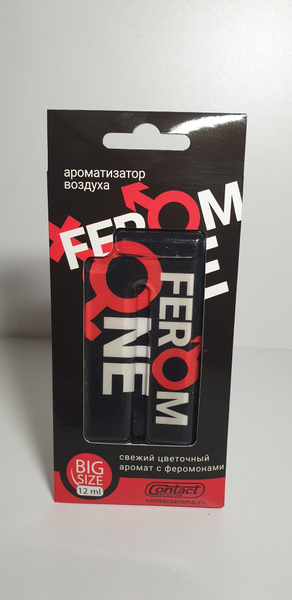 ароматизатор
воздуха
FEROM
ONE
FEROM
ONE
BIG
SIZE
12 ml
свежий цветочный
аромат с феромонами
Contact
contactaroma.ru